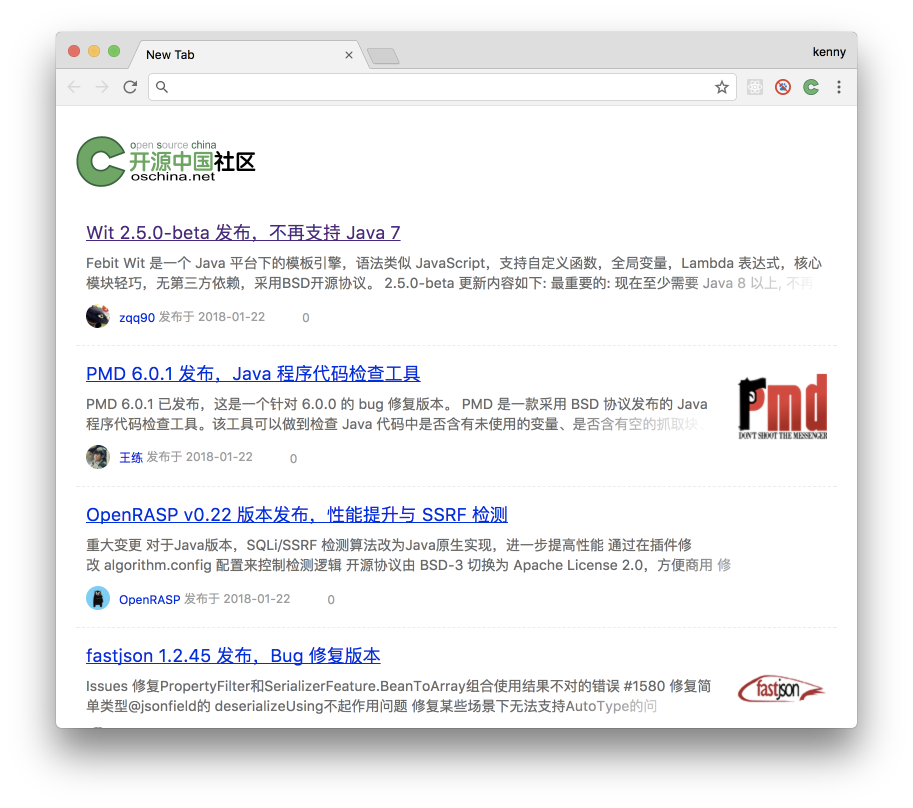 New Tab
kenny
open source china
开源中国社区
oschina.net
Wit 2.5.0-beta 发布，不再支持 Java 7
Febit Wit 是一个 Java 平台下的模板引擎，语法类似 JavaScript，支持自定义函数，全局变量，Lambda 表达式，核心
模块轻巧，无第三方依赖，采用BSD开源协议。 2.5.0-beta 更新内容如下: 最重要的: 现在至少需要 Java 8 以上, 不再
zqq90 发布于 2018-01-22 0
PMD 6.0.1 发布，Java 程序代码检查工具
PMD 6.0.1 已发布，这是一个针对 6.0.0 的 bug 修复版本。 PMD 是一款采用 BSD 协议发布的 Java
程序代码检查工具。该工具可以做到检查 Java 代码中是否含有未使用的变量、是否含有空的抓取块、
Pmd
DON'T SHOOT THE MESSENGER
王练 发布于 2018-01-22 0
OpenRASP v0.22 版本发布，性能提升与 SSRF 检测
重大变更 对于Java版本，SQLi/SSRF 检测算法改为Java原生实现，进一步提高性能 通过在插件修
改 algorithm.config 配置来控制检测逻辑 开源协议由 BSD-3 切换为 Apache License 2.0，方便商用 修
OpenRASP 发布于 2018-01-22 0
fastjson 1.2.45 发布，Bug 修复版本
Issues 修复PropertyFilter和SerializerFeature.BeanToArray组合使用结果不对的错误 #1580 修复简
单类型@jsonfield的 deserializeUsing不起作用问题 修复某些场景下无法支持AutoType的问
fastjson